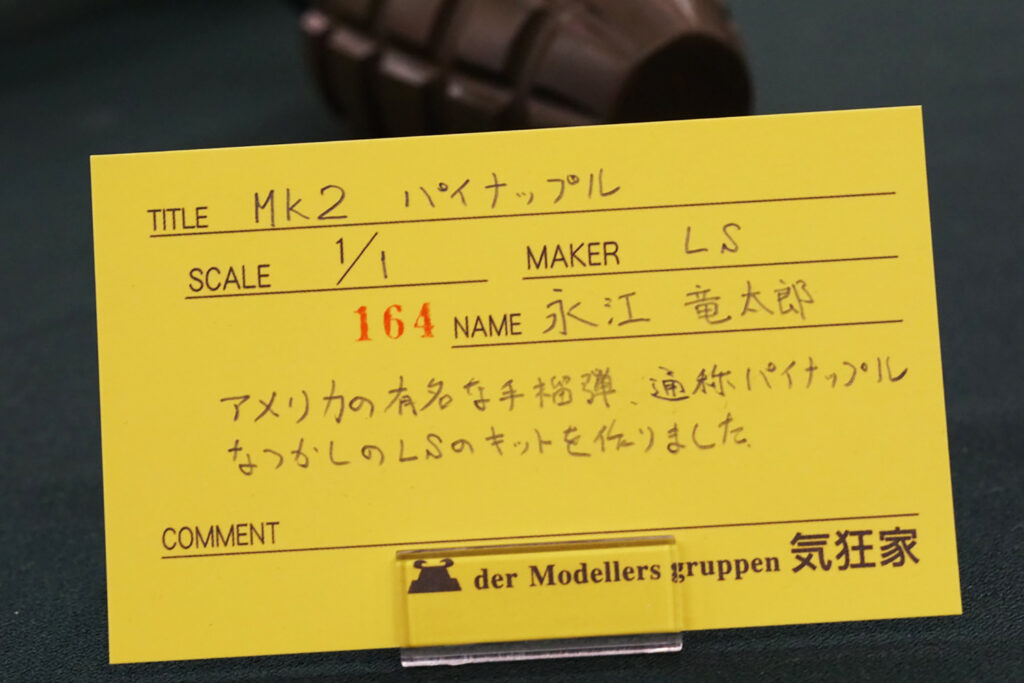 TITLE Mk2 パイナップル
SCALE 1/1 MAKER LS
164 NAME 永江 竜太郎
アメリカの有名な手榴弾、通称パイナップル
なつかしのLSのキットを作りました
COMMENT
der Modellers gruppen 気狂家